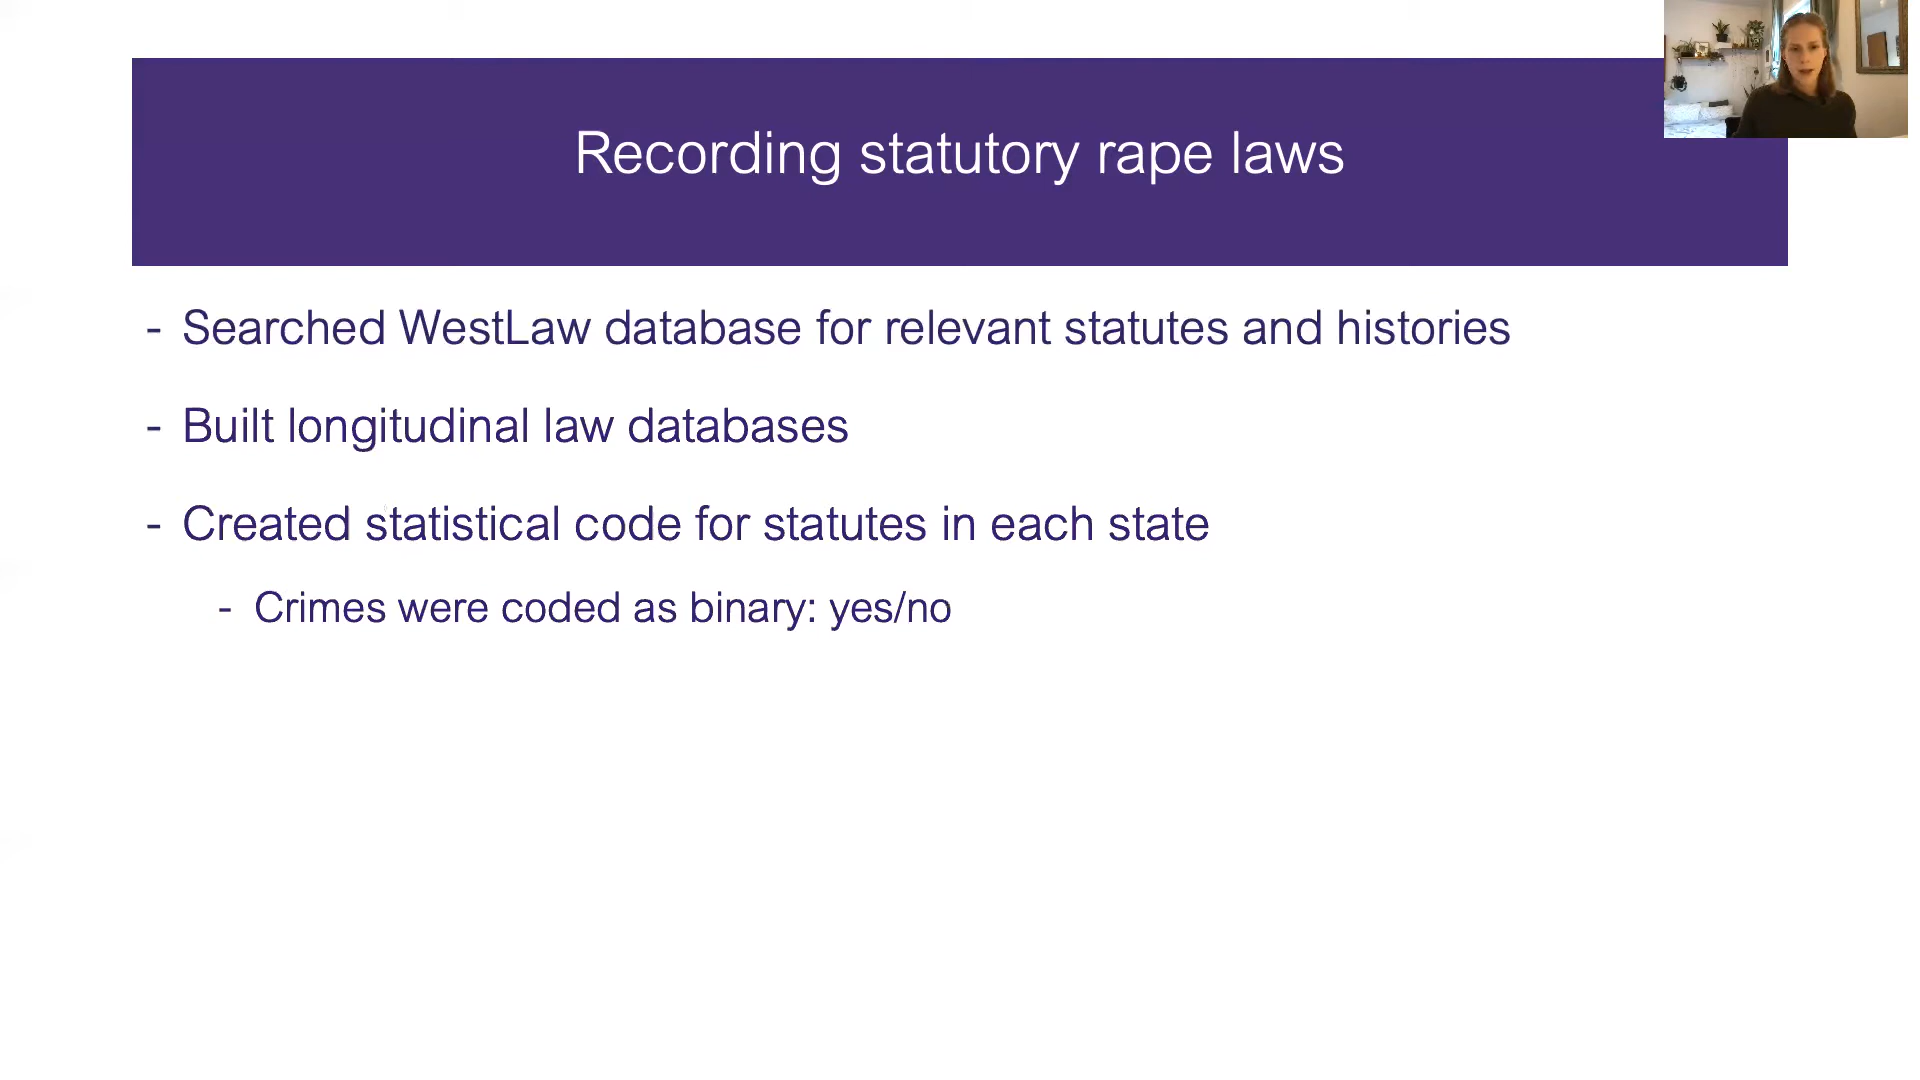 Recording statutory rape laws
- Searched WestLaw database for relevant statutes and histories
- Built longitudinal law databases
- Created statistical code for statutes in each state
- Crimes were coded as binary: yes/no